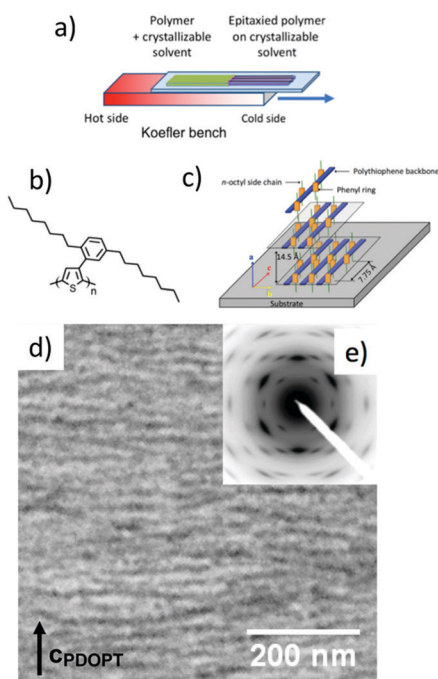 a)
Polymer
+ crystallizable
solvent
Epitaxied polymer
on crystallizable
solvent
Hot side
Cold side
Koefler bench
b)
S
n
c)
Polythiophene backbone
n-octyl side chain
Phenyl ring
14.5 Å
7.75 Å
a
c
b
Substrate
d)
e)
cPDOPT
200 nm